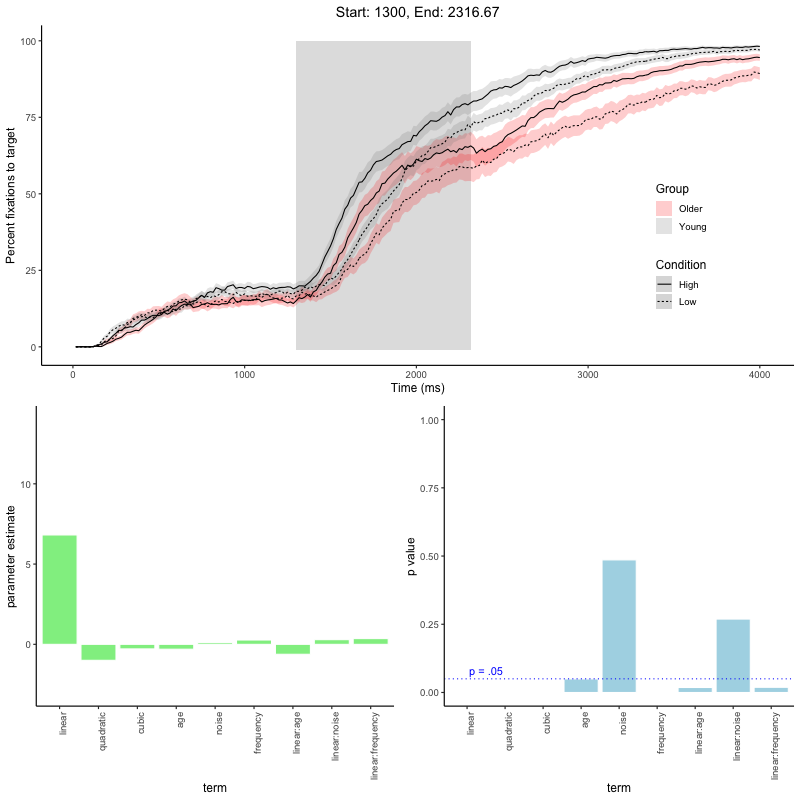 Start: 1300, End: 2316.67
Percent fixations to target
100
75
50
25
0
0
1000
2000
3000
4000
Time (ms)
Group
Older
Young
Condition
High
Low
parameter estimate
10
5
0
linear
quadratic
cubic
age
noise
frequency
linear:age
linear:noise
linear:frequency
term
p value
1.00
0.75
0.50
0.25
0.00
p = .05
linear
quadratic
cubic
age
noise
frequency
linear:age
linear:noise
linear:frequency
term